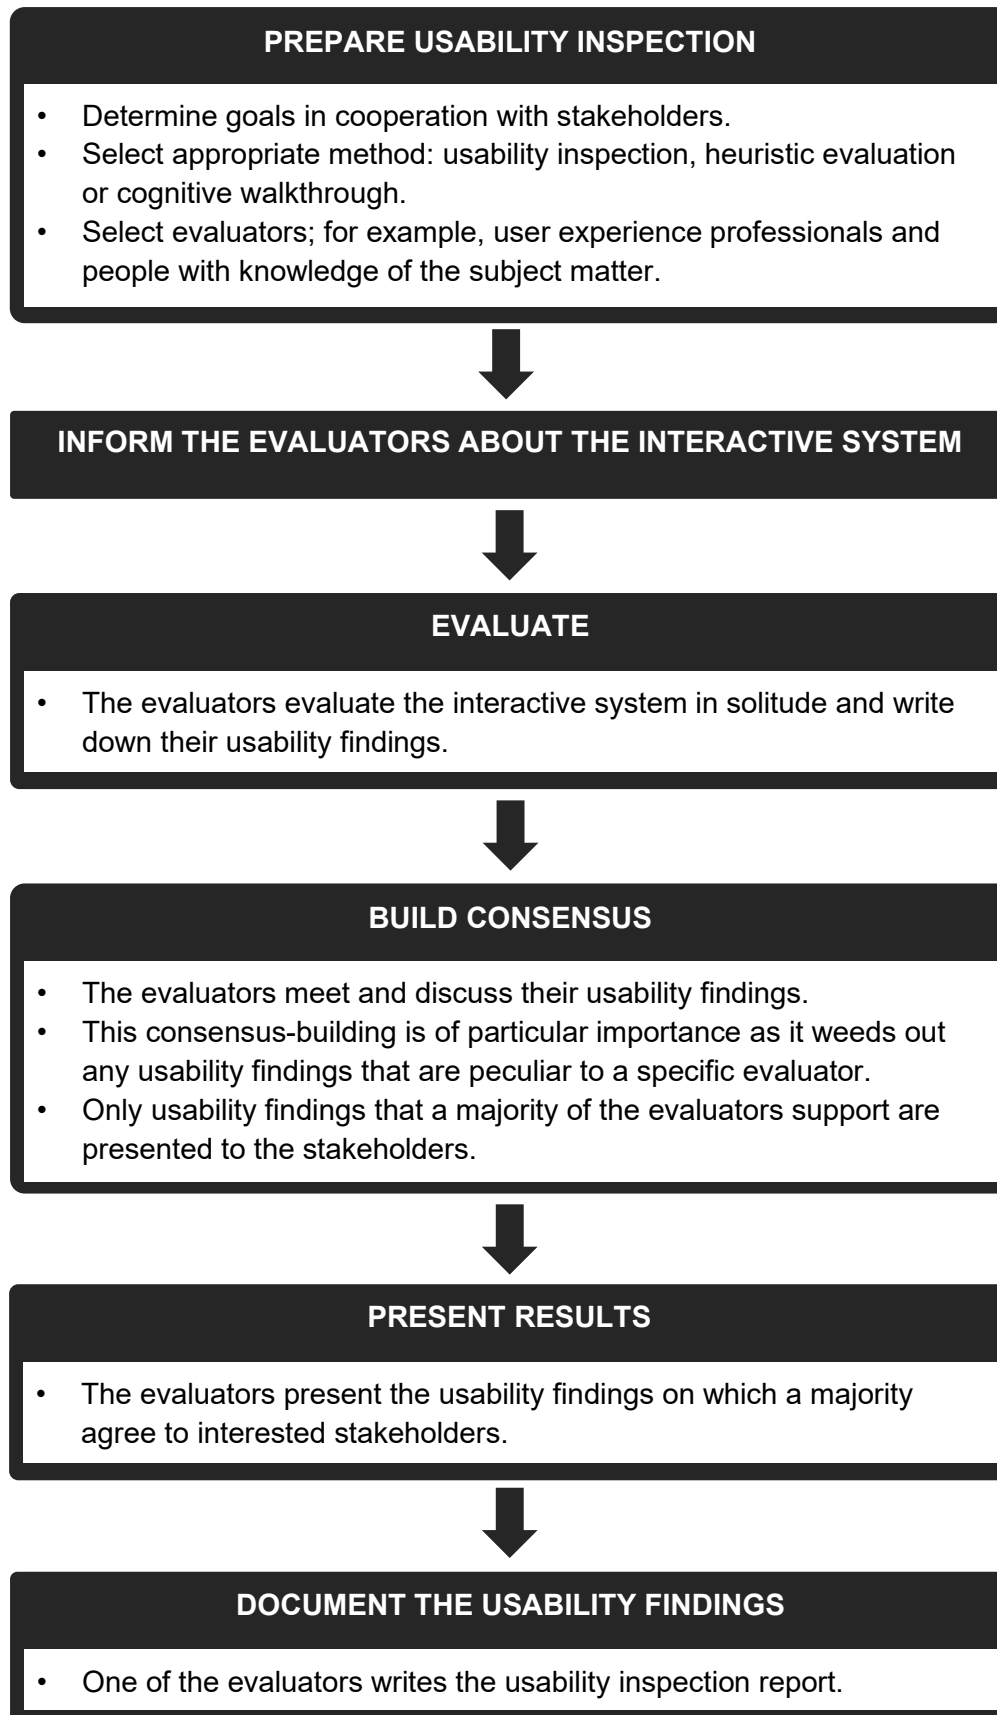 PREPARE USABILITY INSPECTION
• Determine goals in cooperation with stakeholders.
• Select appropriate method: usability inspection, heuristic evaluation
or cognitive walkthrough.
• Select evaluators; for example, user experience professionals and
people with knowledge of the subject matter.
INFORM THE EVALUATORS ABOUT THE INTERACTIVE SYSTEM
EVALUATE
• The evaluators evaluate the interactive system in solitude and write
down their usability findings.
BUILD CONSENSUS
• The evaluators meet and discuss their usability findings.
• This consensus-building is of particular importance as it weeds out
any usability findings that are peculiar to a specific evaluator.
• Only usability findings that a majority of the evaluators support are
presented to the stakeholders.
PRESENT RESULTS
• The evaluators present the usability findings on which a majority
agree to interested stakeholders.
DOCUMENT THE USABILITY FINDINGS
• One of the evaluators writes the usability inspection report.